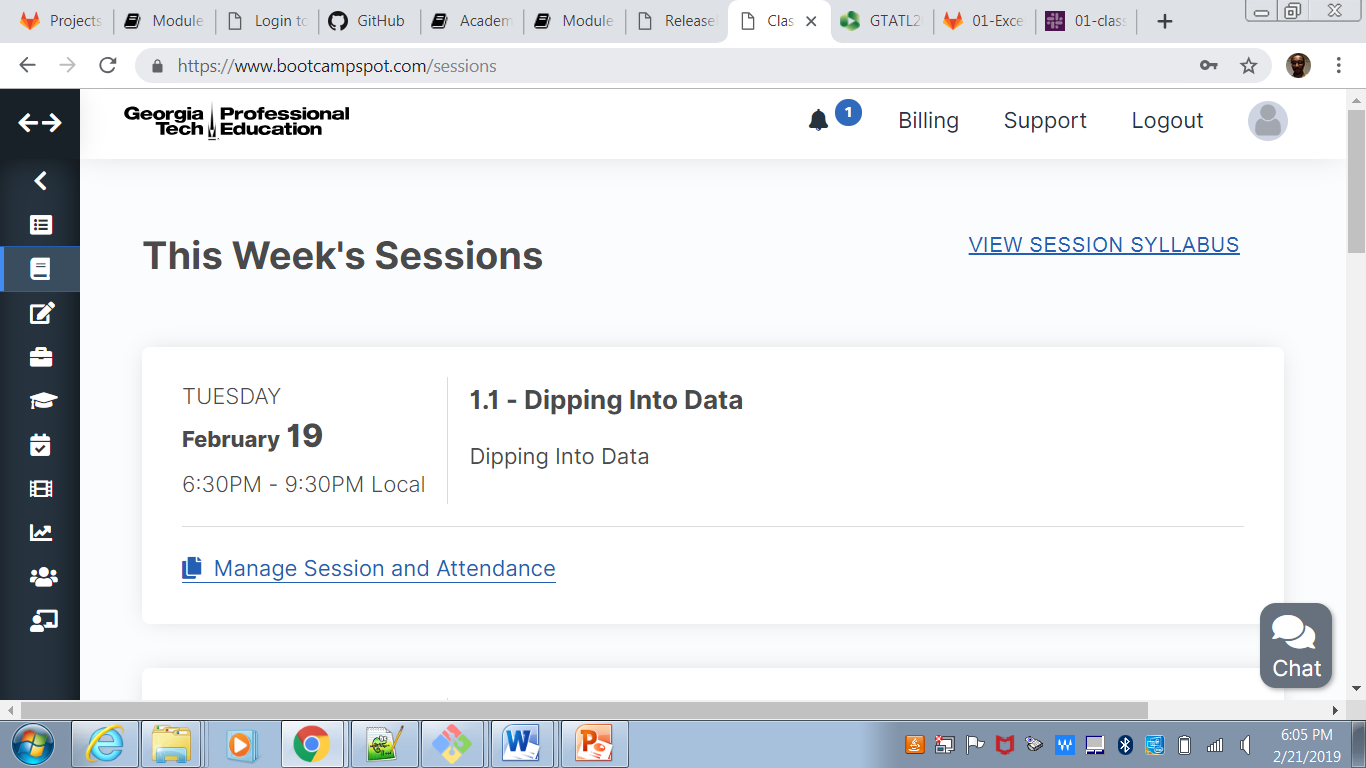 Projects
Module
Login to
GitHub
Academ
Module
Release
Clas
GTATL2
01-Exce
01-class
https://www.bootcampspot.com/sessions
Georgia Tech Professional Education
1
Billing
Support
Logout
This Week's Sessions
VIEW SESSION SYLLABUS
TUESDAY
February 19
6:30PM - 9:30PM Local
1.1 - Dipping Into Data
Dipping Into Data
Manage Session and Attendance
Chat
6:05 PM
2/21/2019